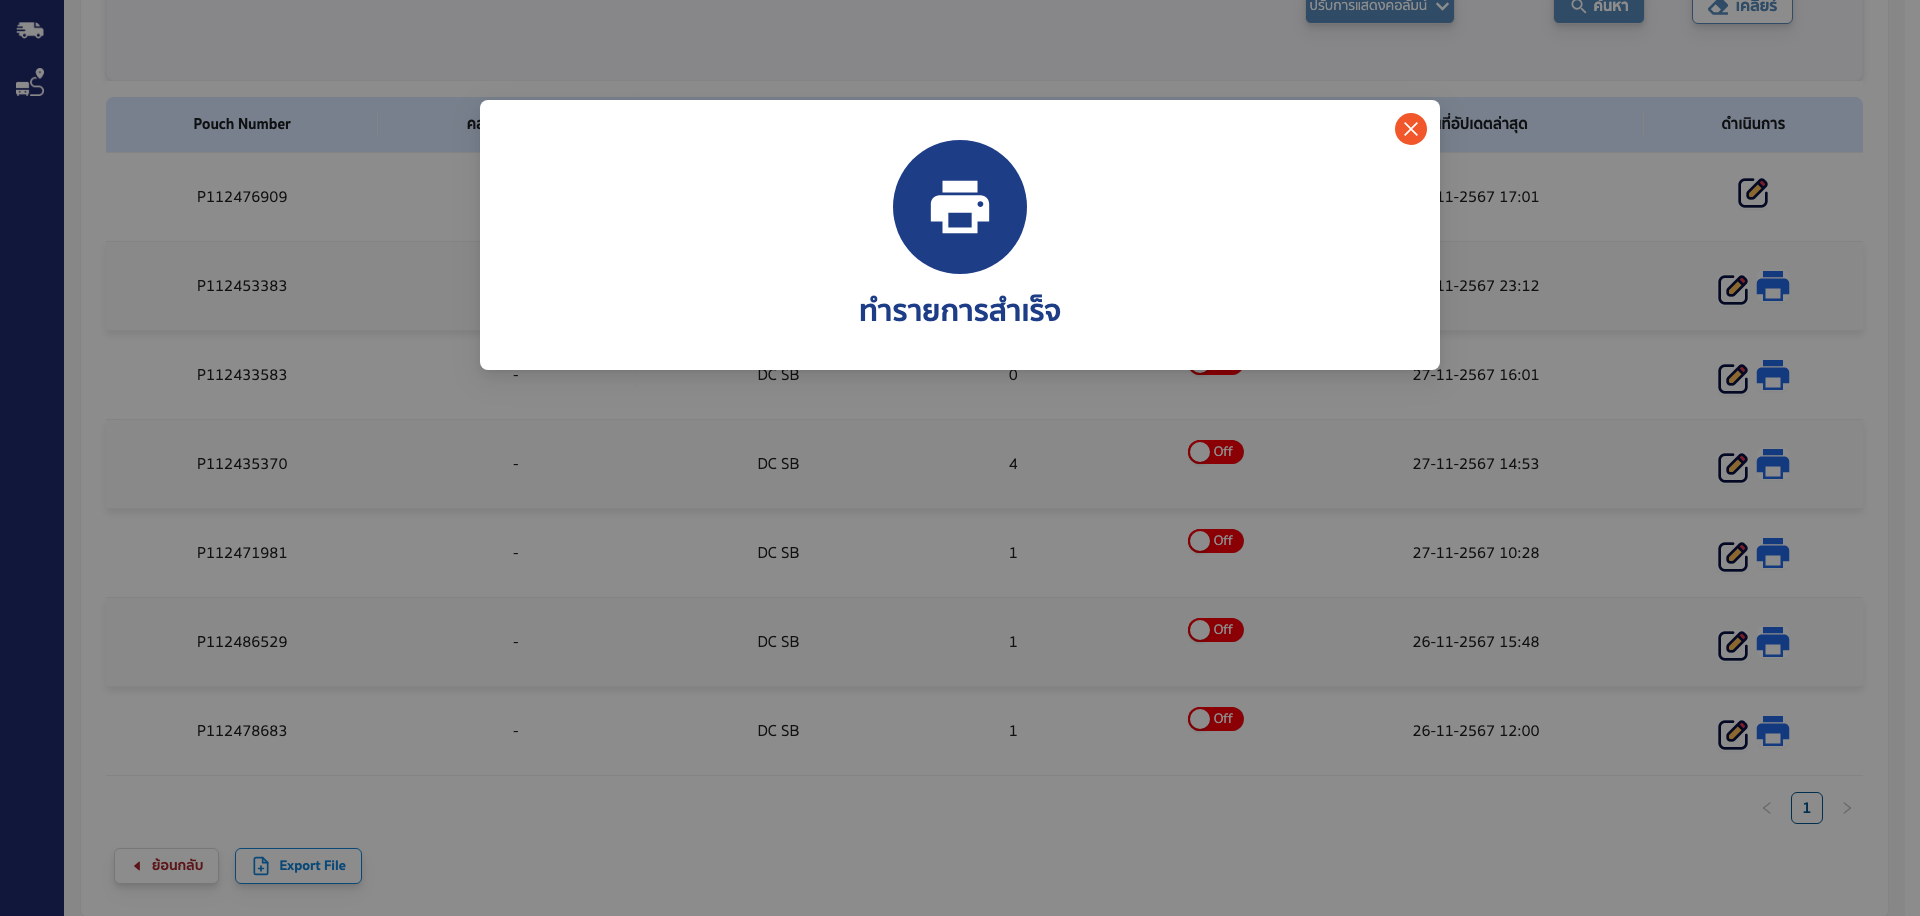 ปรับการแสดงคอลัมน์ ค้นหา เคลียร์
Pouch Number ที่อัปเดตล่าสุด ดำเนินการ
P112476909 11-2567 17:01
P112453383 11-2567 23:12
ทำรายการสำเร็จ
P112433583 - DC SB 0 27-11-2567 16:01
P112435370 - DC SB 4 Off 27-11-2567 14:53
P112471981 - DC SB 1 Off 27-11-2567 10:28
P112486529 - DC SB 1 Off 26-11-2567 15:48
P112478683 - DC SB 1 Off 26-11-2567 12:00
1
ย้อนกลับ Export File